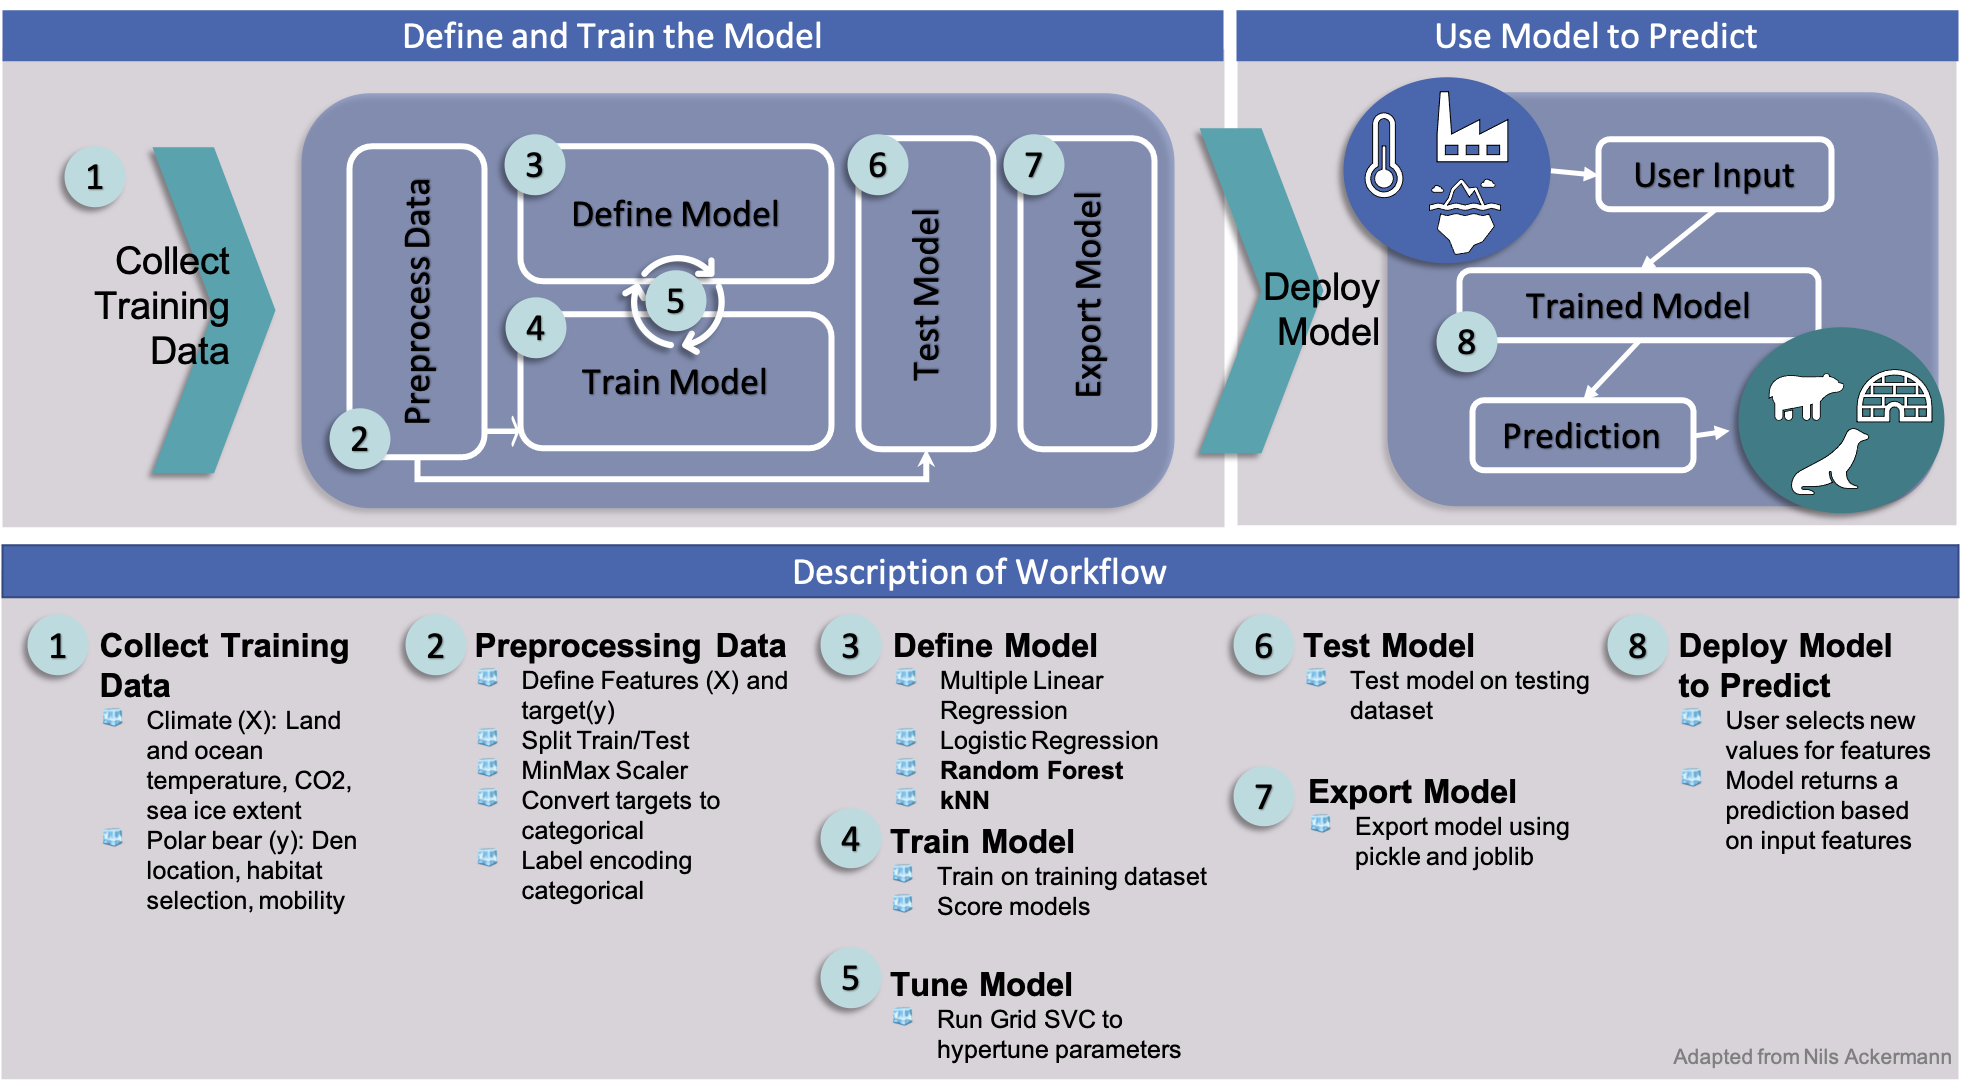 Define and Train the Model
Use Model to Predict
1
Collect
Training
Data
2
Preprocess Data
3
Define Model
5
4
Train Model
6
Test Model
7
Export Model
Deploy
Model
User Input
Trained Model
8
Prediction
Description of Workflow
1
Collect Training
Data
Climate (X): Land
and ocean
temperature, CO2,
sea ice extent
Polar bear (y): Den
location, habitat
selection, mobility
2
Preprocessing Data
Define Features (X) and
target(y)
Split Train/Test
MinMax Scaler
Convert targets to
categorical
Label encoding
categorical
3
Define Model
Multiple Linear
Regression
Logistic Regression
Random Forest
kNN
4
Train Model
Train on training dataset
Score models
5
Tune Model
Run Grid SVC to
hypertune parameters
6
Test Model
Test model on testing
dataset
7
Export Model
Export model using
pickle and joblib
8
Deploy Model
to Predict
User selects new
values for features
Model returns a
prediction based
on input features
Adapted from Nils Ackermann